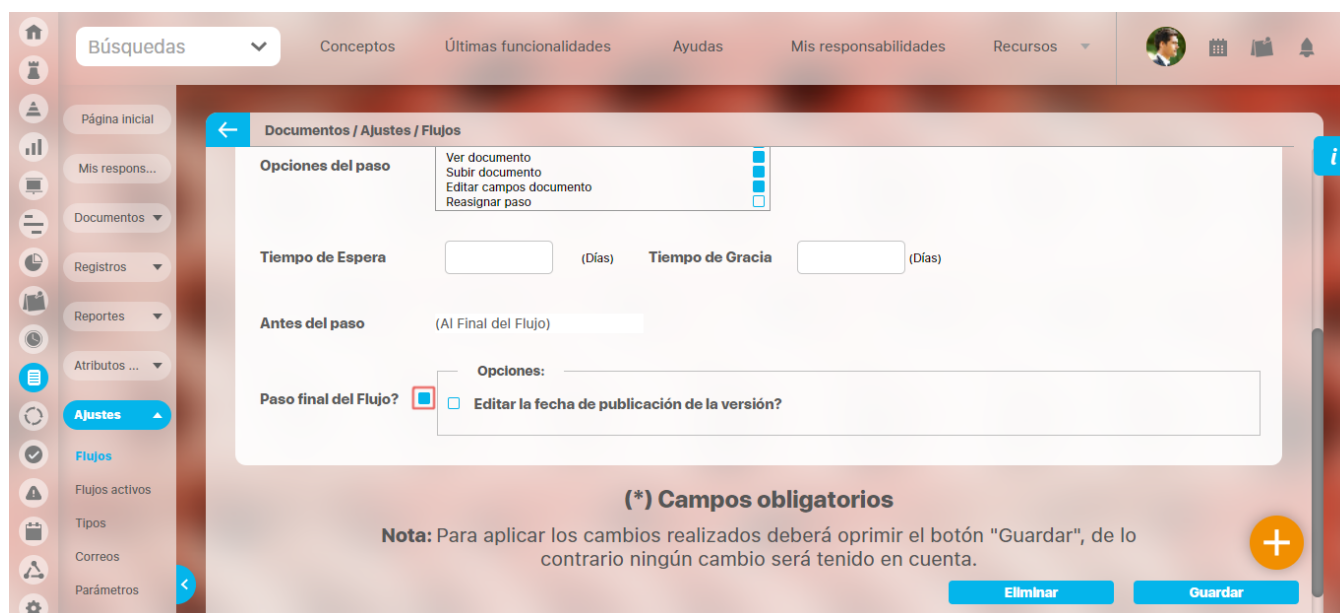 Búsquedas
Conceptos
Últimas funcionalidades
Ayudas
Mis responsabilidades
Recursos
Página inicial
Mis respons...
Documentos
Registros
Reportes
Atributos ...
Ajustes
Flujos
Flujos activos
Tipos
Correos
Parámetros
Documentos / Ajustes / Flujos
i
Opciones del paso
Ver documento
Subir documento
Editar campos documento
Reasignar paso
Tiempo de Espera
(Días)
Tiempo de Gracia
(Días)
Antes del paso
(Al Final del Flujo)
Opciones:
Paso final del Flujo?
Editar la fecha de publicación de la versión?
(*) Campos obligatorios
Nota: Para aplicar los cambios realizados deberá oprimir el botón "Guardar", de lo
contrario ningún cambio será tenido en cuenta.
Eliminar
Guardar